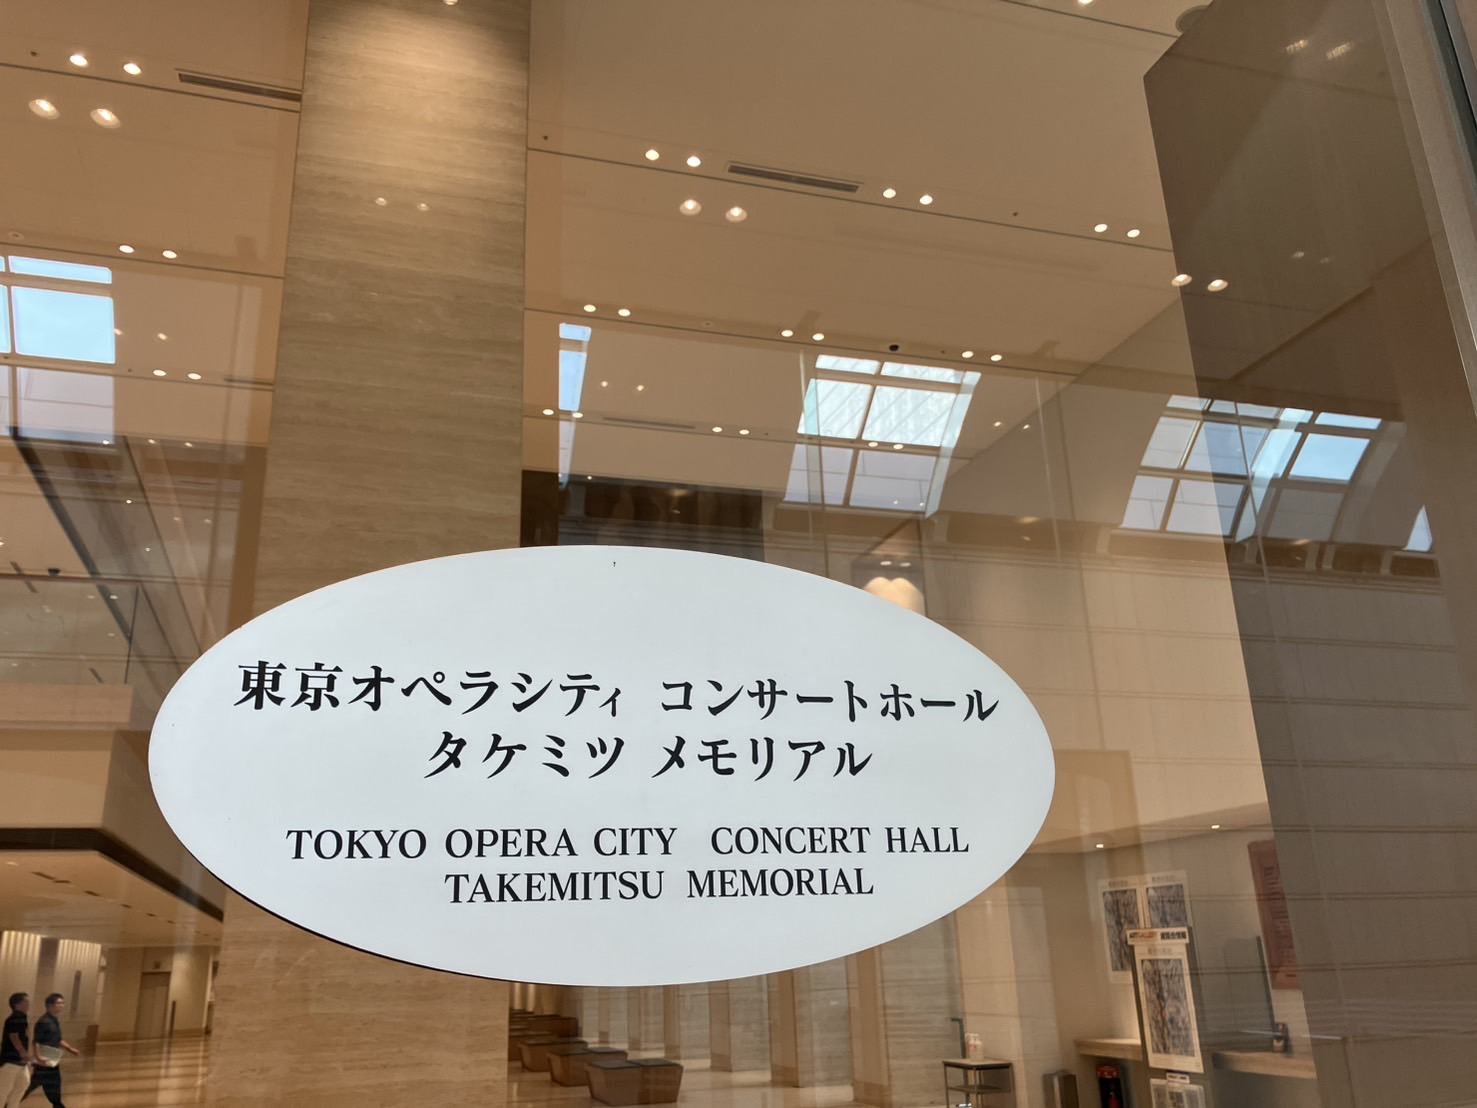 東京オペラシティ コンサートホール
タケミツ メモリアル
TOKYO OPERA CITY CONCERT HALL
TAKEMITSU MEMORIAL